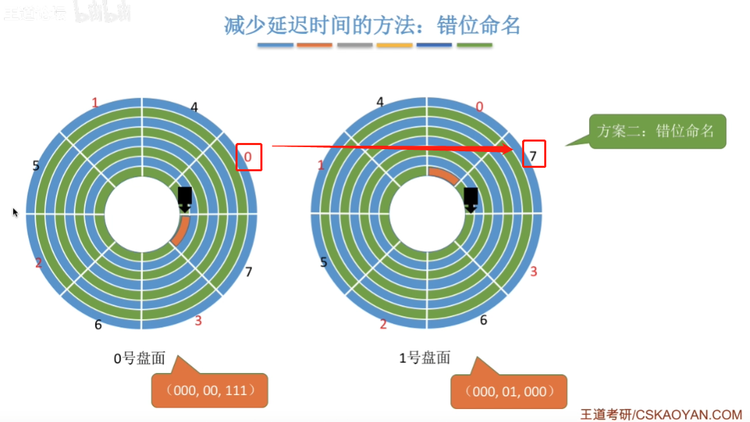 减少延迟时间的方法：错位命名
1
4
0
5
2
7
6
3
0号盘面
（000, 00, 111）
4
0
1
7
5
3
2
6
1号盘面
（000, 01, 000）
方案二：错位命名
王道考研/CSKAOYAN.COM